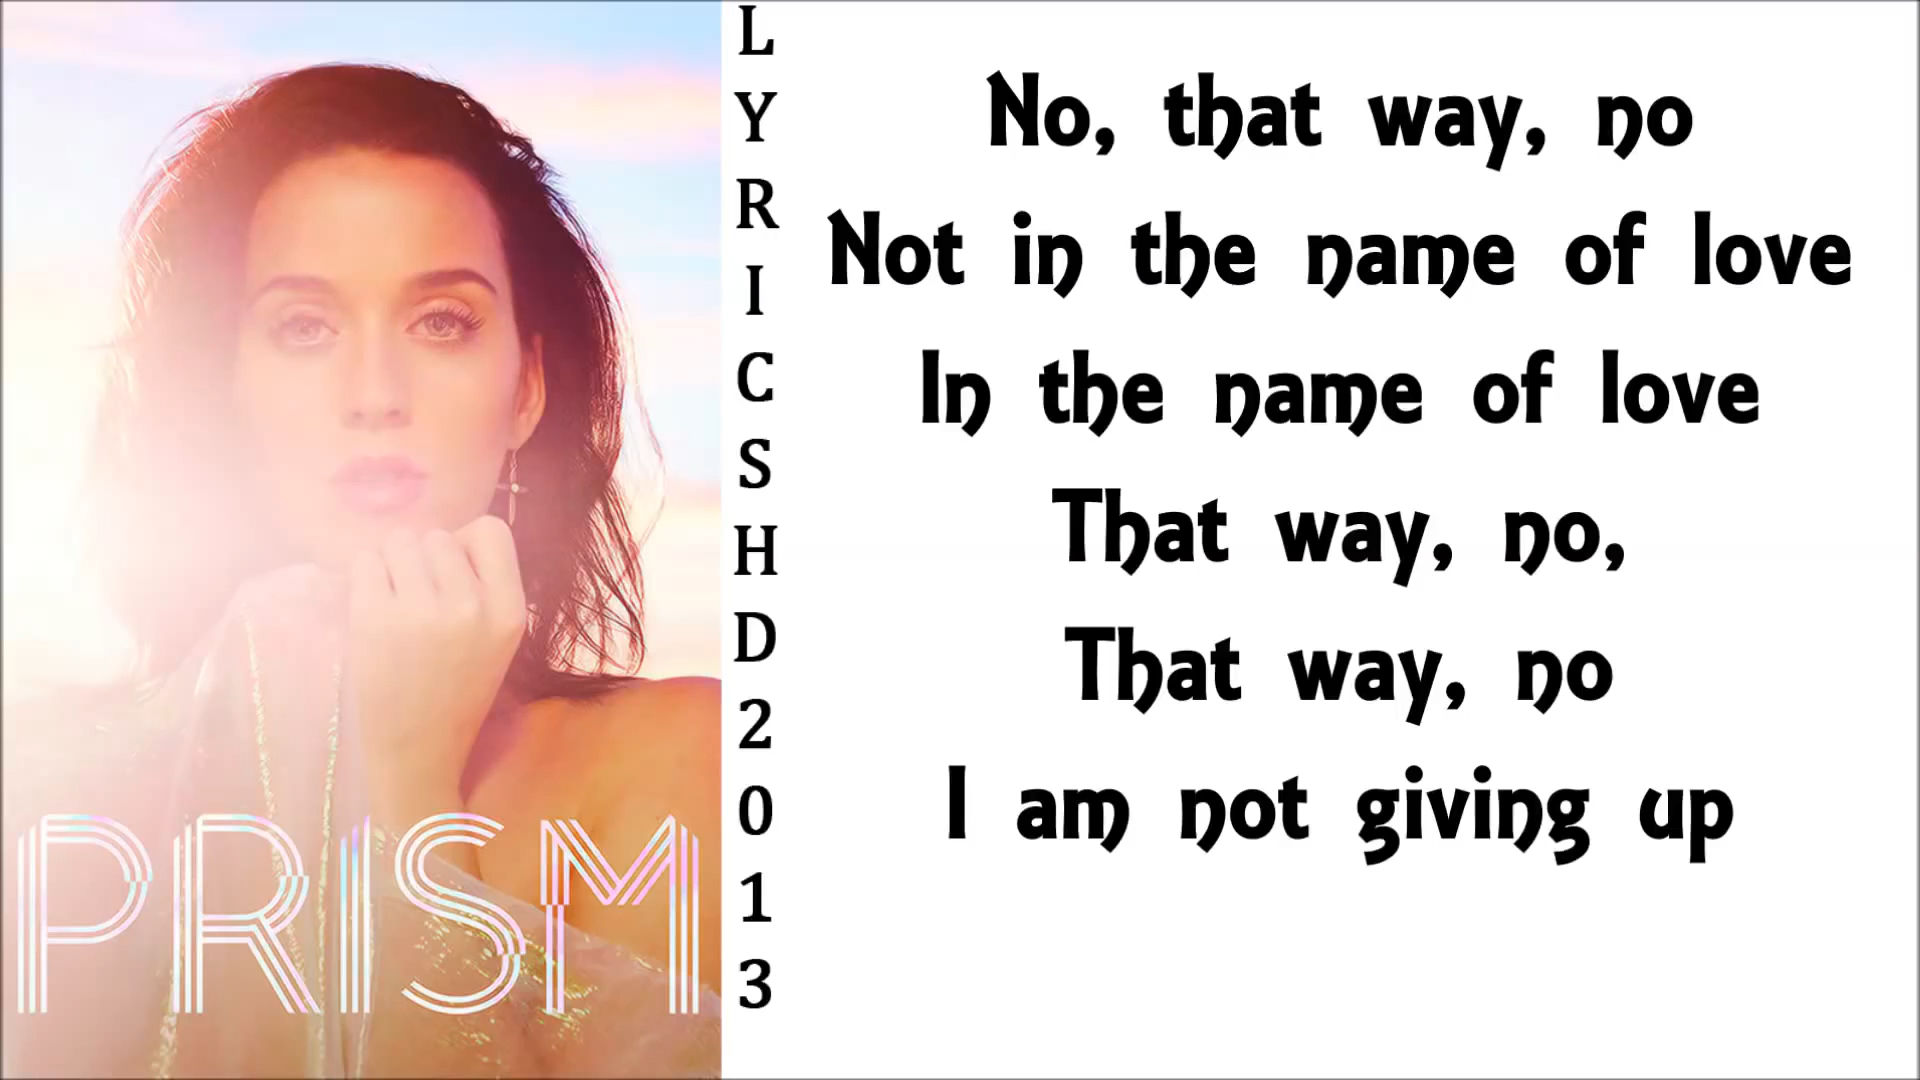 PRISM
LYRICSHD2013
No, that way, no
Not in the name of love
In the name of love
That way, no,
That way, no
I am not giving up